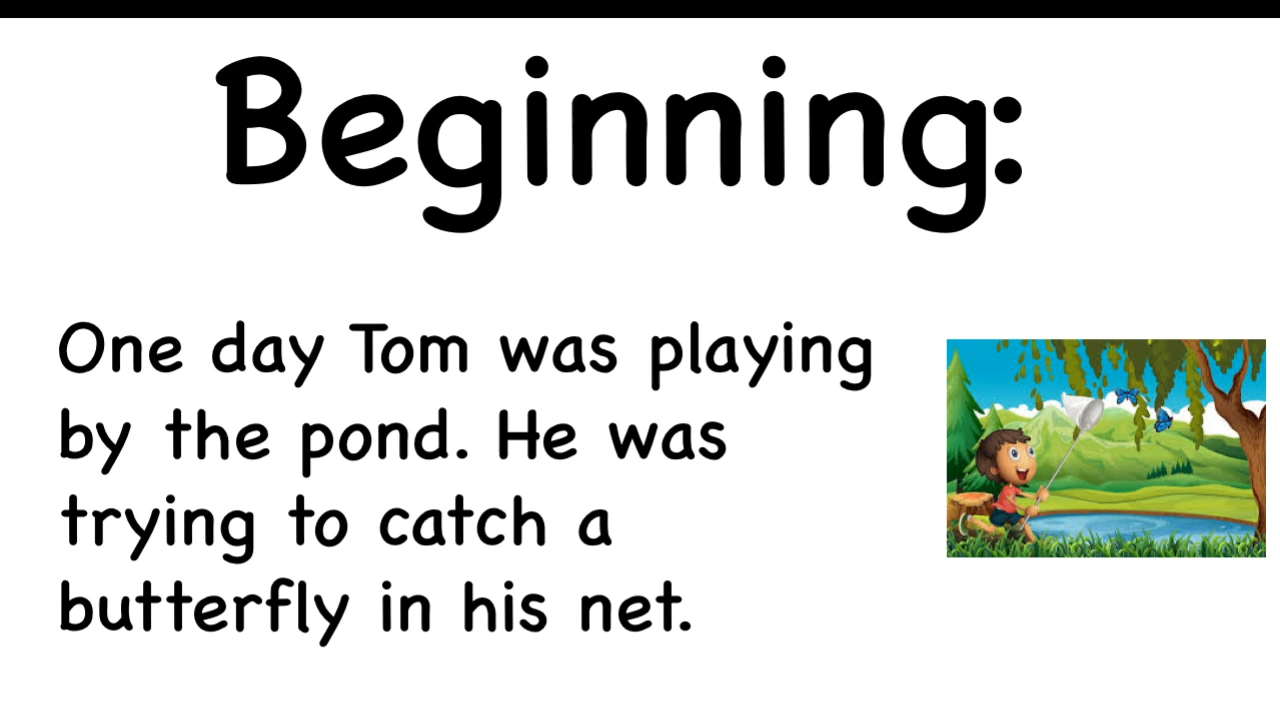 Beginning:
One day Tom was playing
by the pond. He was
trying to catch a
butterfly in his net.